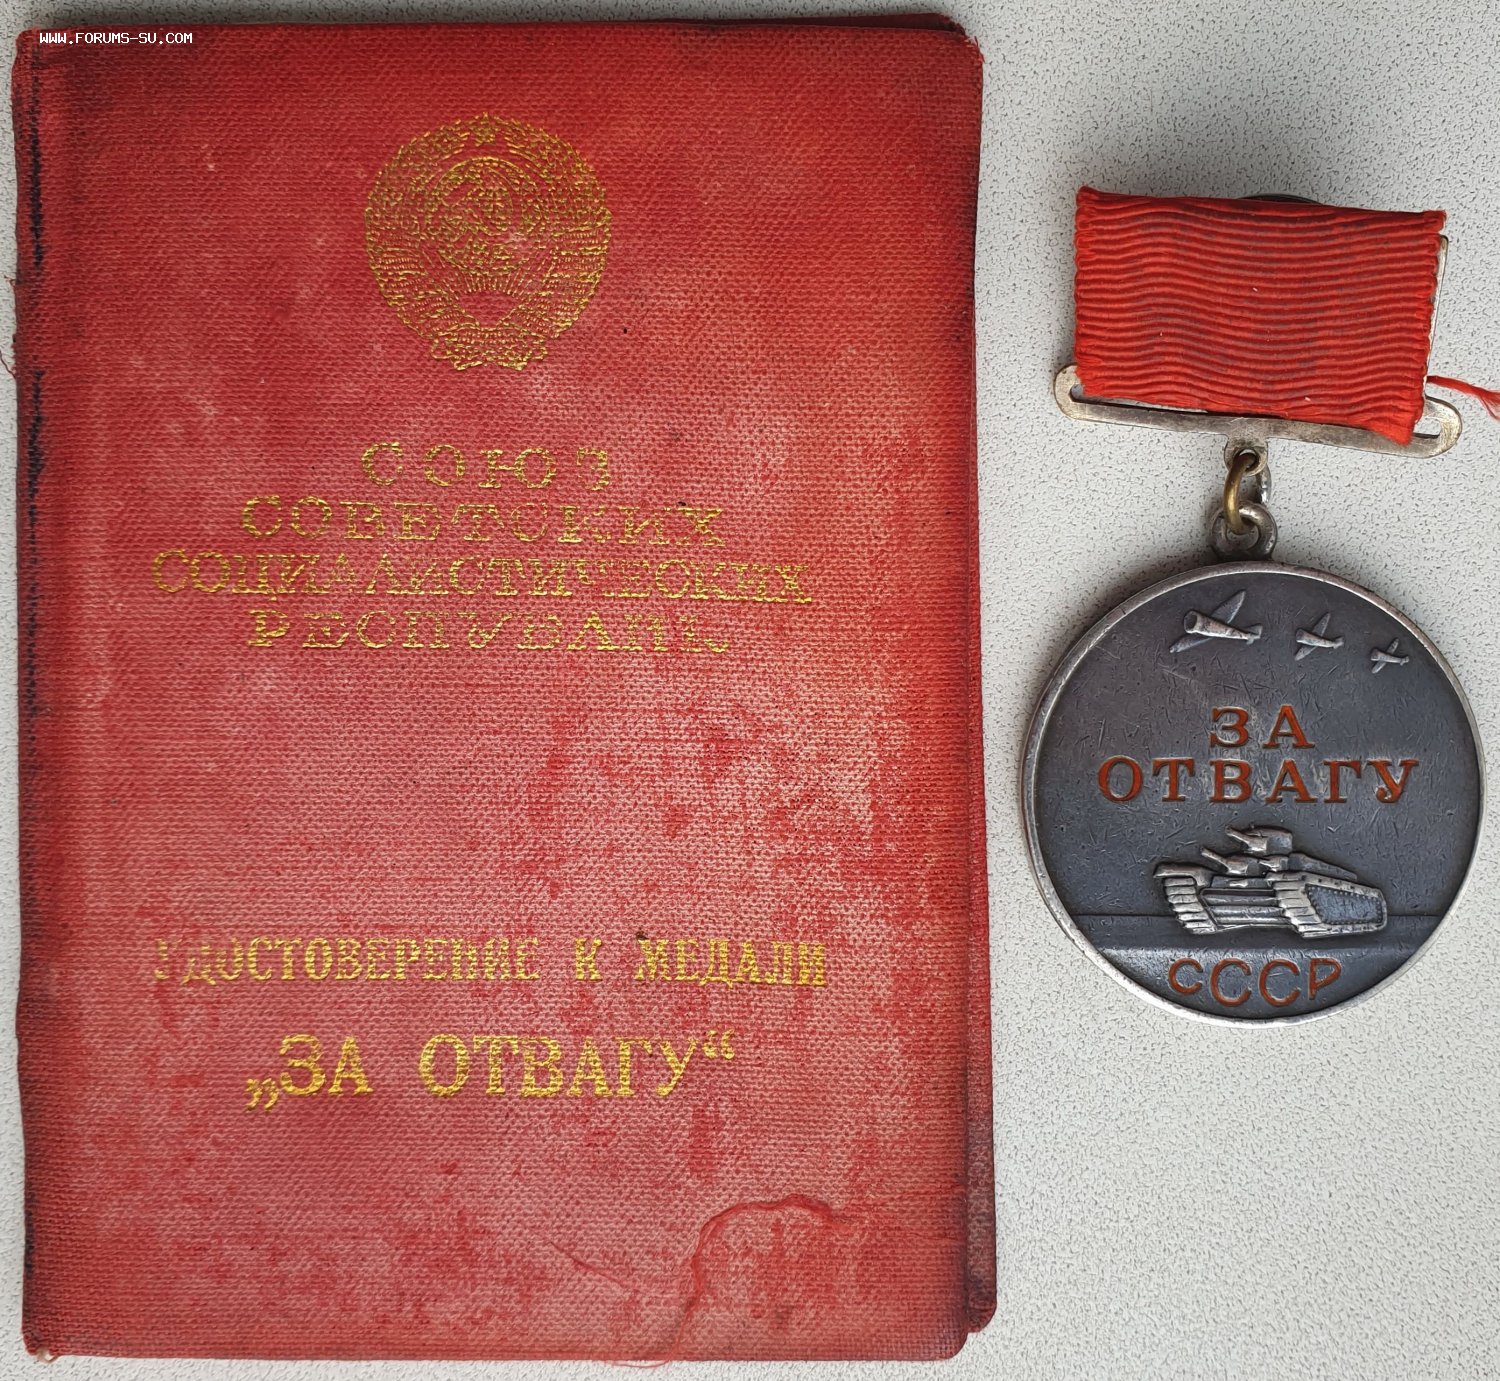 WWW.FORUMS-SU.COM
СОЮЗ
СОВЕТСКИХ
СОЦИАЛИСТИЧЕСКИХ
РЕСПУБЛИК
УДОСТОВЕРЕНИЕ К МЕДАЛИ
„ЗА ОТВАГУ“
ЗА
ОТВАГУ
СССР